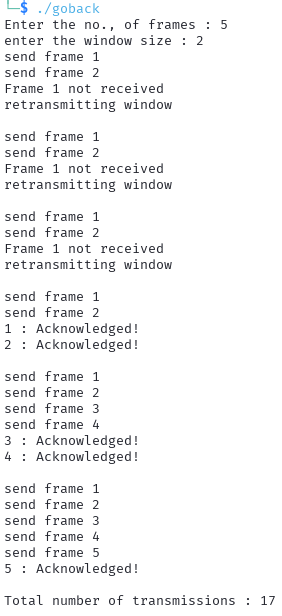 └─$ ./goback
Enter the no., of frames : 5
enter the window size : 2
send frame 1
send frame 2
Frame 1 not received
retransmitting window
send frame 1
send frame 2
Frame 1 not received
retransmitting window
send frame 1
send frame 2
Frame 1 not received
retransmitting window
send frame 1
send frame 2
1 : Acknowledged!
2 : Acknowledged!
send frame 1
send frame 2
send frame 3
send frame 4
3 : Acknowledged!
4 : Acknowledged!
send frame 1
send frame 2
send frame 3
send frame 4
send frame 5
5 : Acknowledged!
Total number of transmissions : 17